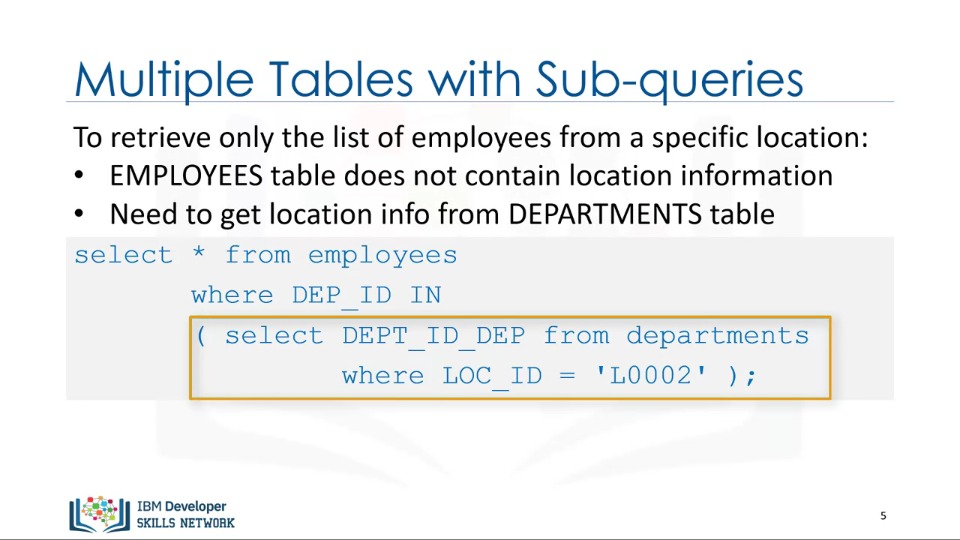 Multiple Tables with Sub-queries
To retrieve only the list of employees from a specific location:
• EMPLOYEES table does not contain location information
• Need to get location info from DEPARTMENTS table
select * from employees
where DEP_ID IN
( select DEPT_ID_DEP from departments
where LOC_ID = 'L0002' );
IBM Developer
SKILLS NETWORK
5